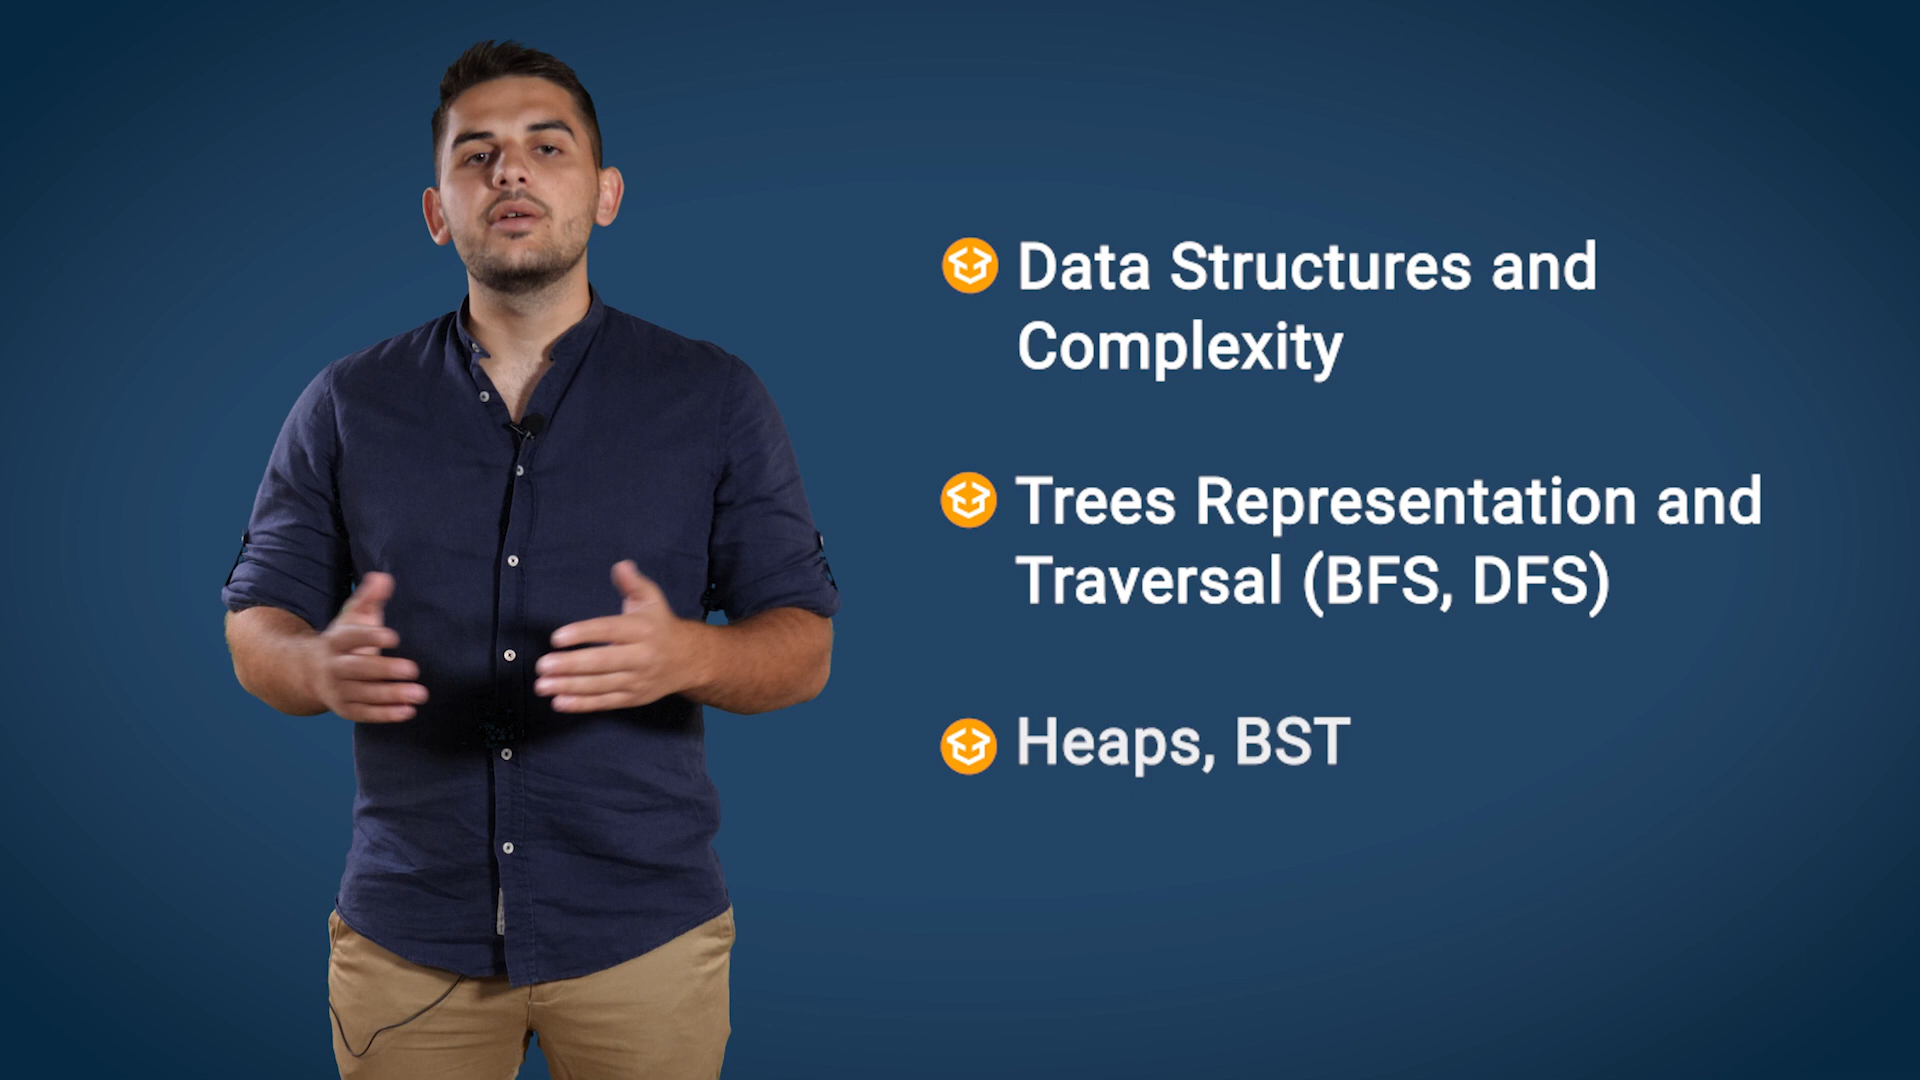 Data Structures and
Complexity
Trees Representation and
Traversal (BFS, DFS)
Heaps, BST